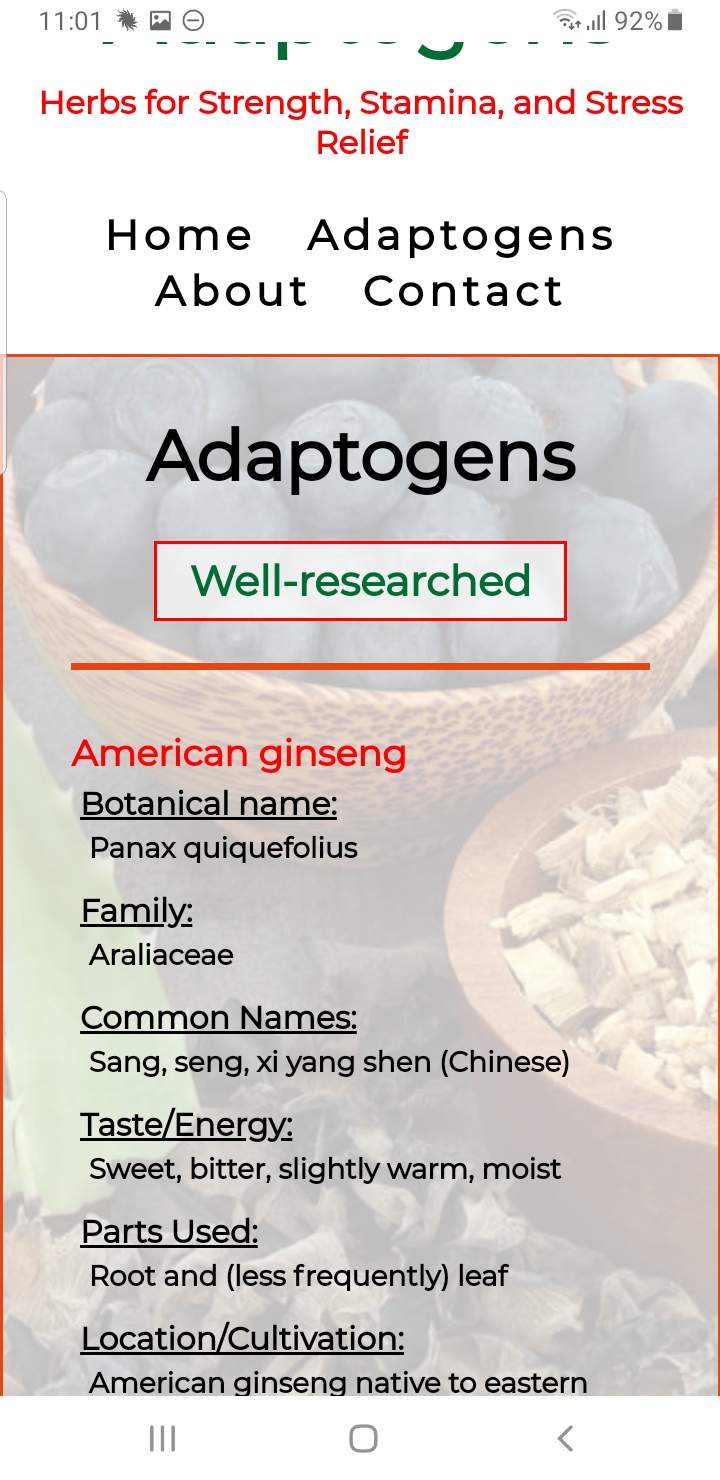 11:01 92%
Adaptogens
Herbs for Strength, Stamina, and Stress
Relief
Home Adaptogens
About Contact
Adaptogens
Well-researched
American ginseng
Botanical name:
Panax quiquefolius
Family:
Araliaceae
Common Names:
Sang, seng, xi yang shen (Chinese)
Taste/Energy:
Sweet, bitter, slightly warm, moist
Parts Used:
Root and (less frequently) leaf
Location/Cultivation:
American ginseng native to eastern